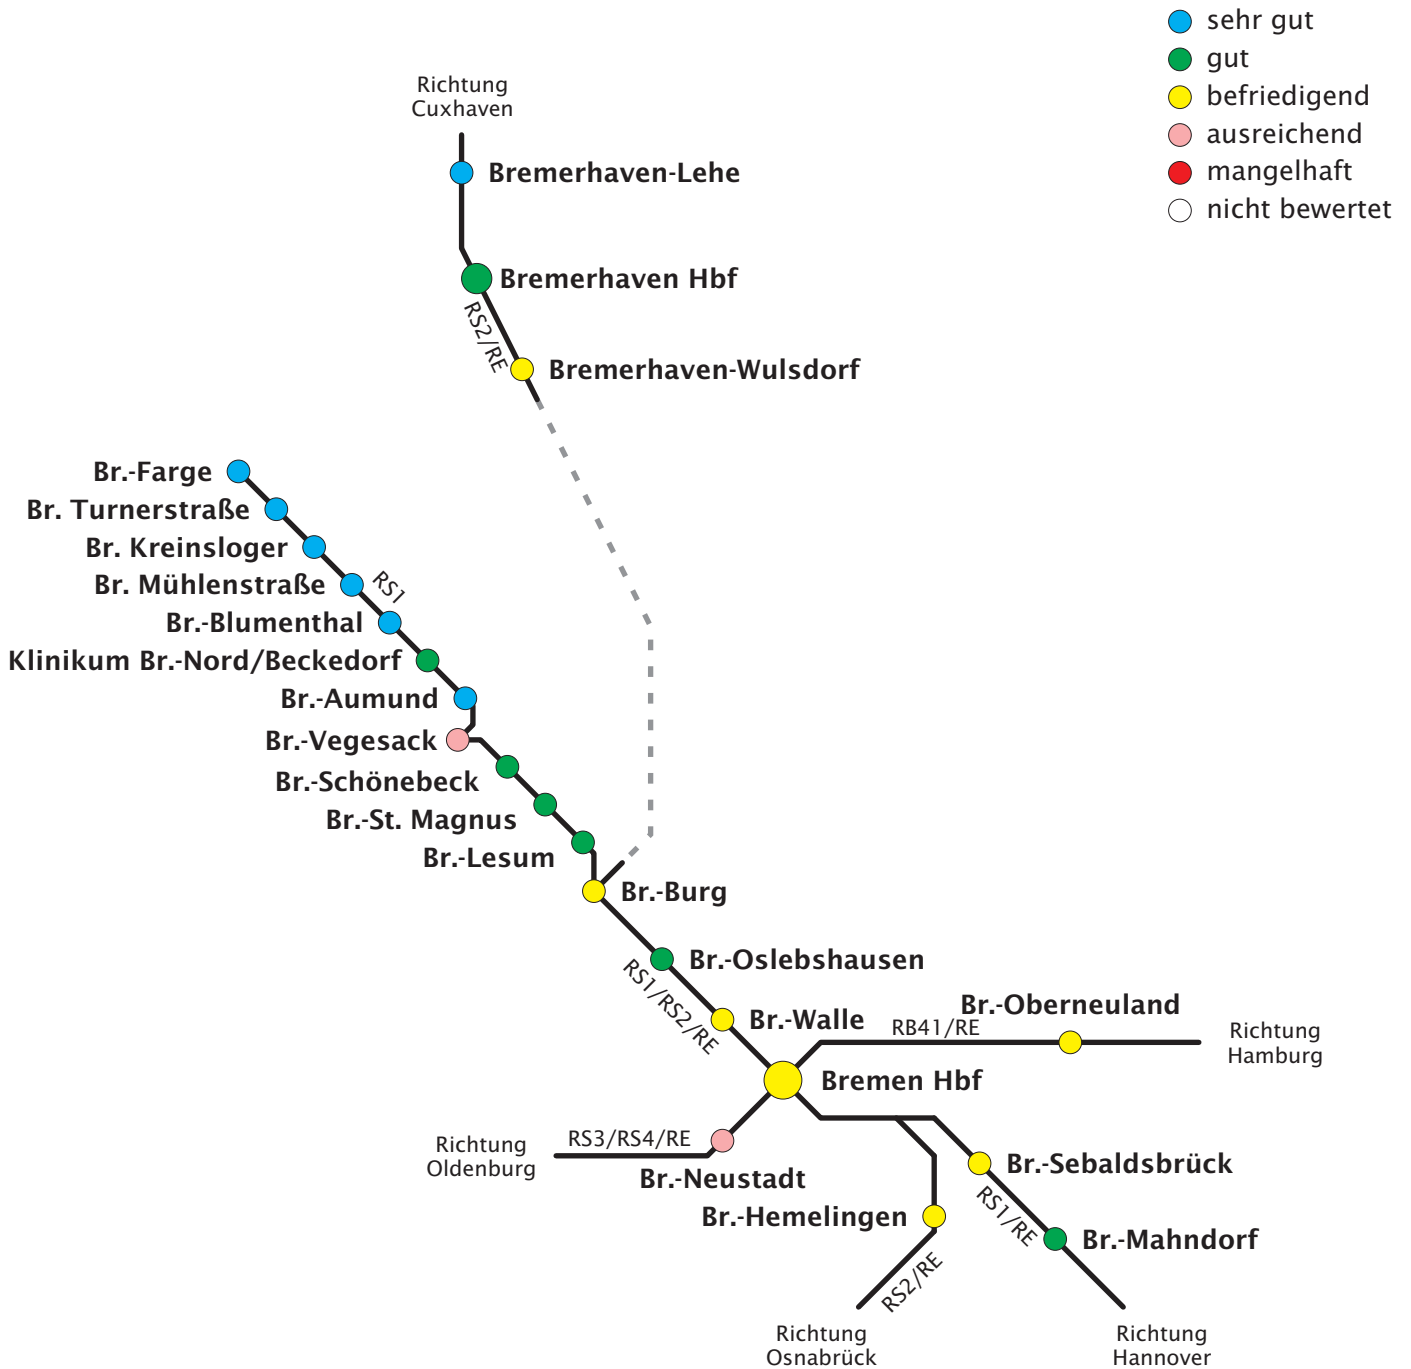 sehr gut
gut
befriedigend
ausreichend
mangelhaft
nicht bewertet
Richtung
Cuxhaven
Bremerhaven-Lehe
Bremerhaven Hbf
RS2/RE
Bremerhaven-Wulsdorf
Br.-Farge
Br. Turnerstraße
Br. Kreinsloger
Br. Mühlenstraße
RS1
Br.-Blumenthal
Klinikum Br.-Nord/Beckedorf
Br.-Aumund
Br.-Vegesack
Br.-Schönebeck
Br.-St. Magnus
Br.-Lesum
Br.-Burg
Br.-Oslebshausen
RS1/RS2/RE
Br.-Walle
Br.-Oberneuland
RB41/RE
Richtung
Hamburg
Bremen Hbf
RS3/RS4/RE
Richtung
Oldenburg
Br.-Neustadt
Br.-Sebaldsbrück
RS1/RE
Br.-Hemelingen
Br.-Mahndorf
RS2/RE
Richtung
Osnabrück
Richtung
Hannover